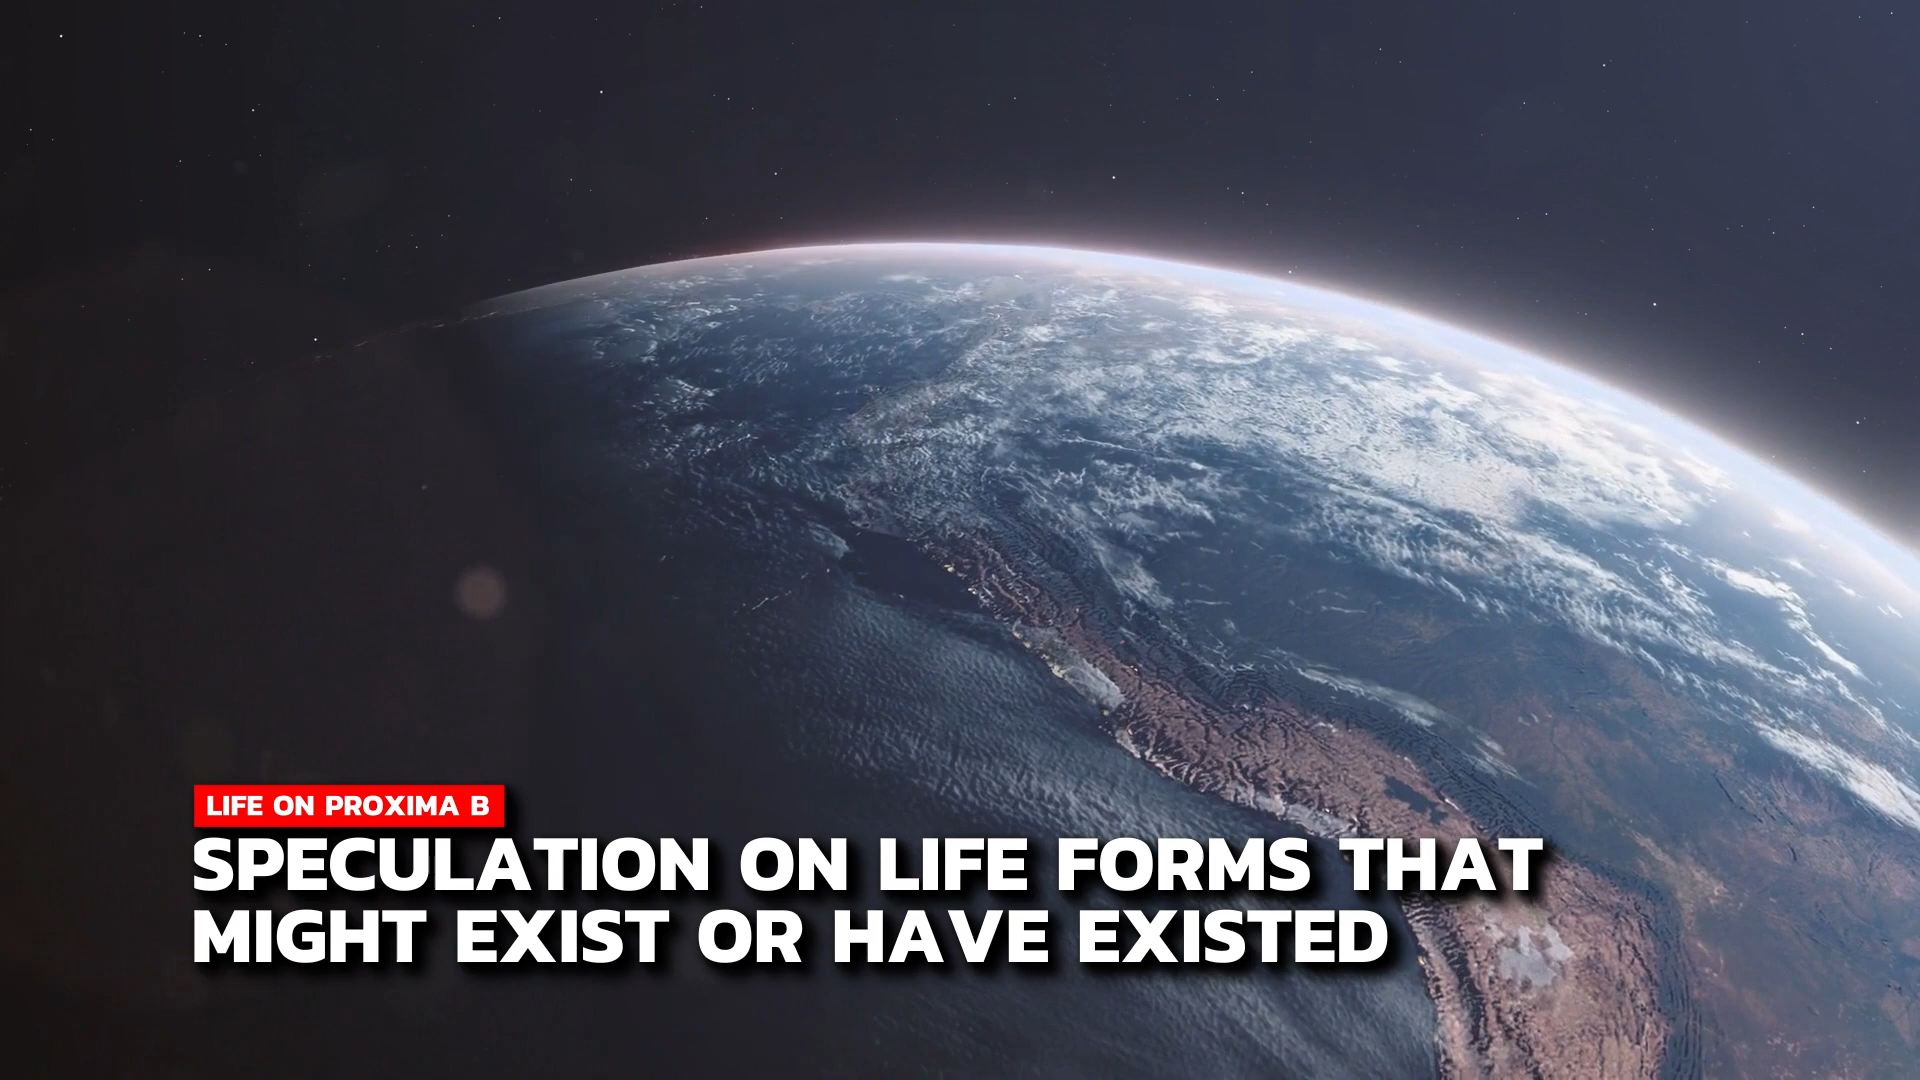 LIFE ON PROXIMA B
SPECULATION ON LIFE FORMS THAT
MIGHT EXIST OR HAVE EXISTED